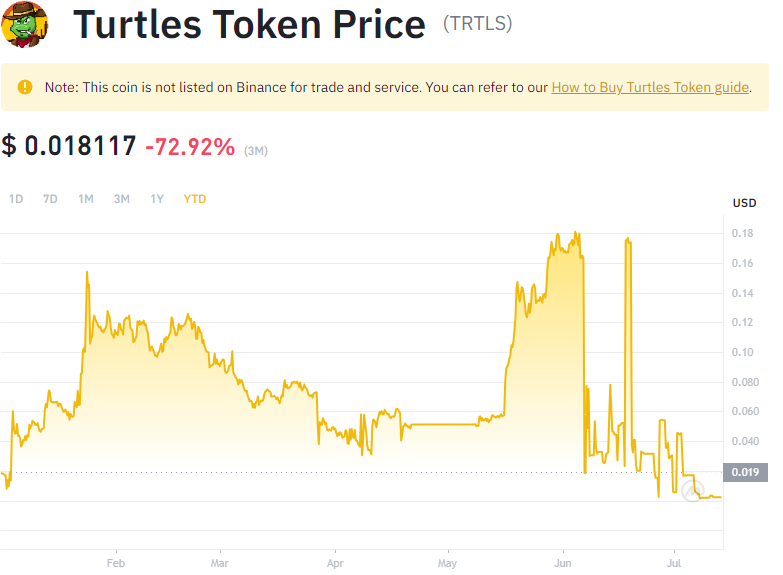 Turtles Token Price (TRTLS)
Note: This coin is not listed on Binance for trade and service. You can refer to our How to Buy Turtles Token guide.
$ 0.018117 -72.92% (3M)
1D 7D 1M 3M 1Y YTD
USD
0.18
0.16
0.14
0.12
0.10
0.080
0.060
0.040
0.019
Feb Mar Apr May Jun Jul